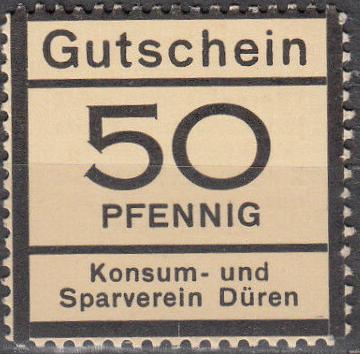 Gutschein
50
PFENNIG
Konsum- und
Sparverein Düren